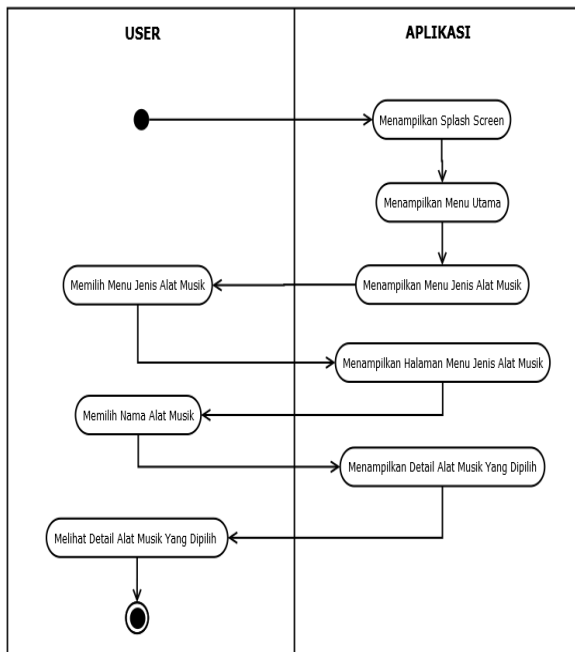 USER
APLIKASI
Menampilkan Splash Screen
Menampilkan Menu Utama
Menampilkan Menu Jenis Alat Musik
Memilih Menu Jenis Alat Musik
Menampilkan Halaman Menu Jenis Alat Musik
Memilih Nama Alat Musik
Menampilkan Detail Alat Musik Yang Dipilih
Melihat Detail Alat Musik Yang Dipilih